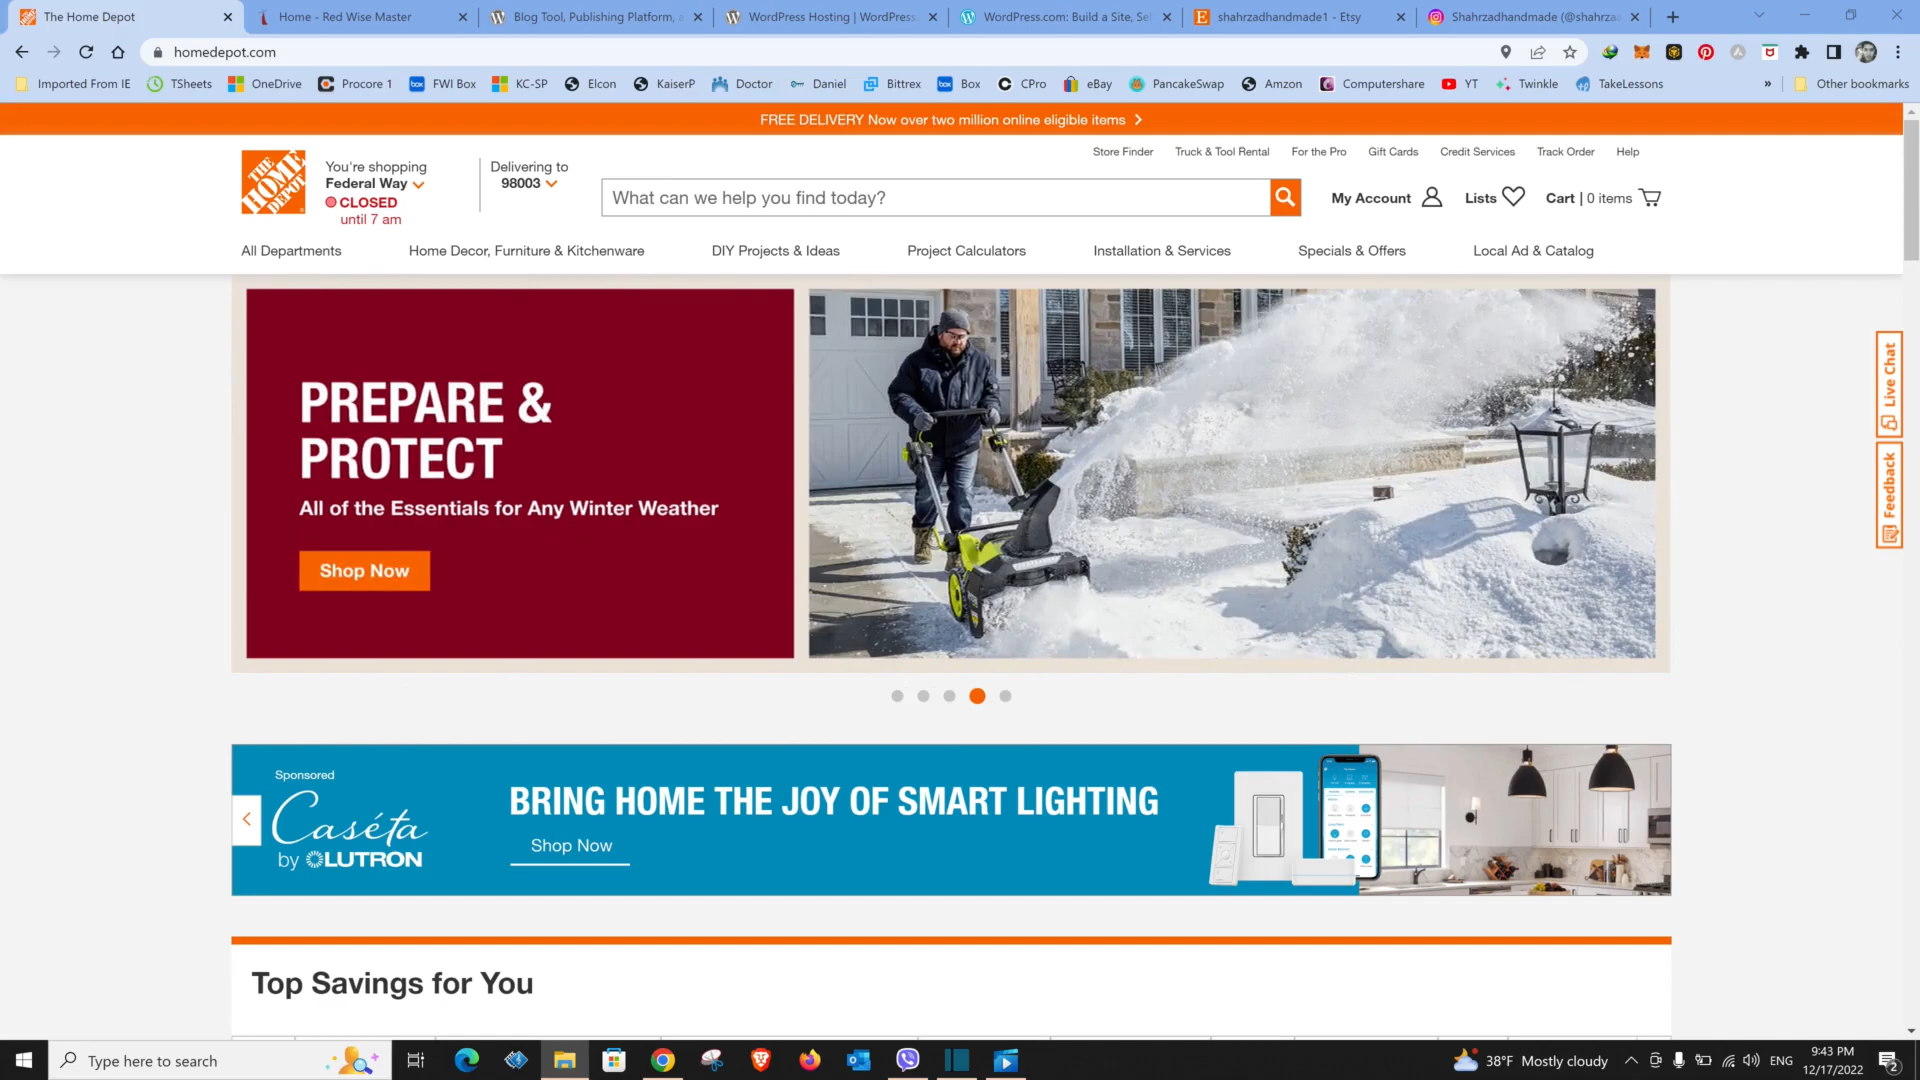 The Home Depot
Home - Red Wise Master
Blog Tool, Publishing Platform, a
WordPress Hosting | WordPress.
WordPress.com: Build a Site, Se
shahrzadhandmade1 - Etsy
Shahrzadhandmade (@shahrza
homedepot.com
Imported From IE
TSheets
OneDrive
Procore 1
FWI Box
KC-SP
Elcon
KaiserP
Doctor
Daniel
Bittrex
Box
CPro
eBay
PancakeSwap
Amzon
Computershare
YT
Twinkle
TakeLessons
»
Other bookmarks
FREE DELIVERY Now over two million online eligible items
Store Finder
Truck & Tool Rental
For the Pro
Gift Cards
Credit Services
Track Order
Help
THE HOME DEPOT
You're shopping
Federal Way
CLOSED
until 7 am
Delivering to
98003
What can we help you find today?
My Account
Lists
Cart | 0 items
All Departments
Home Decor, Furniture & Kitchenware
DIY Projects & Ideas
Project Calculators
Installation & Services
Specials & Offers
Local Ad & Catalog
PREPARE &
PROTECT
All of the Essentials for Any Winter Weather
Shop Now
Live Chat
Feedback
Sponsored
Caséta
by LUTRON
BRING HOME THE JOY OF SMART LIGHTING
Shop Now
Top Savings for You
Type here to search
38°F Mostly cloudy
ENG
9:43 PM
12/17/2022
2